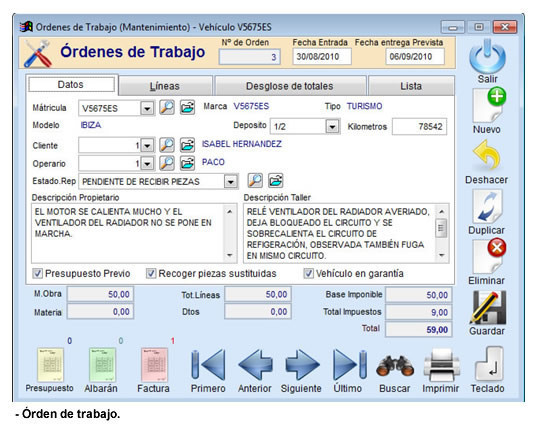 Ordenes de Trabajo (Mantenimiento) - Vehículo V5675ES
Órdenes de Trabajo
Nº de Orden Fecha Entrada Fecha entrega Prevista
3 30/08/2010 06/09/2010
Salir
Datos Líneas Desglose de totales Lista
Mátricula V5675ES Marca V5675ES Tipo TURISMO
Modelo IBIZA Deposito 1/2 Kilometros 78542
Nuevo
Cliente 1 ISABEL HERNANDEZ
Operario 1 PACO
Estado.Rep PENDIENTE DE RECIBIR PIEZAS
Deshacer
Descripción Propietario
EL MOTOR SE CALIENTA MUCHO Y EL
VENTILADOR DEL RADIADOR NO SE PONE EN
MARCHA.
Descripción Taller
RELÉ VENTILADOR DEL RADIADOR AVERIADO,
DEJA BLOQUEADO EL CIRCUITO Y SE
SOBRECALIENTA EL CIRCUITO DE
REFIGERACIÓN, OBSERVADA TAMBIÉN FUGA
EN MISMO CIRCUITO.
Duplicar
Presupuesto Previo Recoger piezas sustituidas Vehículo en garantía
Eliminar
M.Obra 50,00 Tot.Líneas 50,00 Base Imponible 50,00
Materia 0,00 Dtos 0,00 Total Impuestos 9,00
Total 59,00
Guardar
0 0 1
Presupuesto Albarán Factura Primero Anterior Siguiente Último Buscar Imprimir Teclado
- Órden de trabajo.